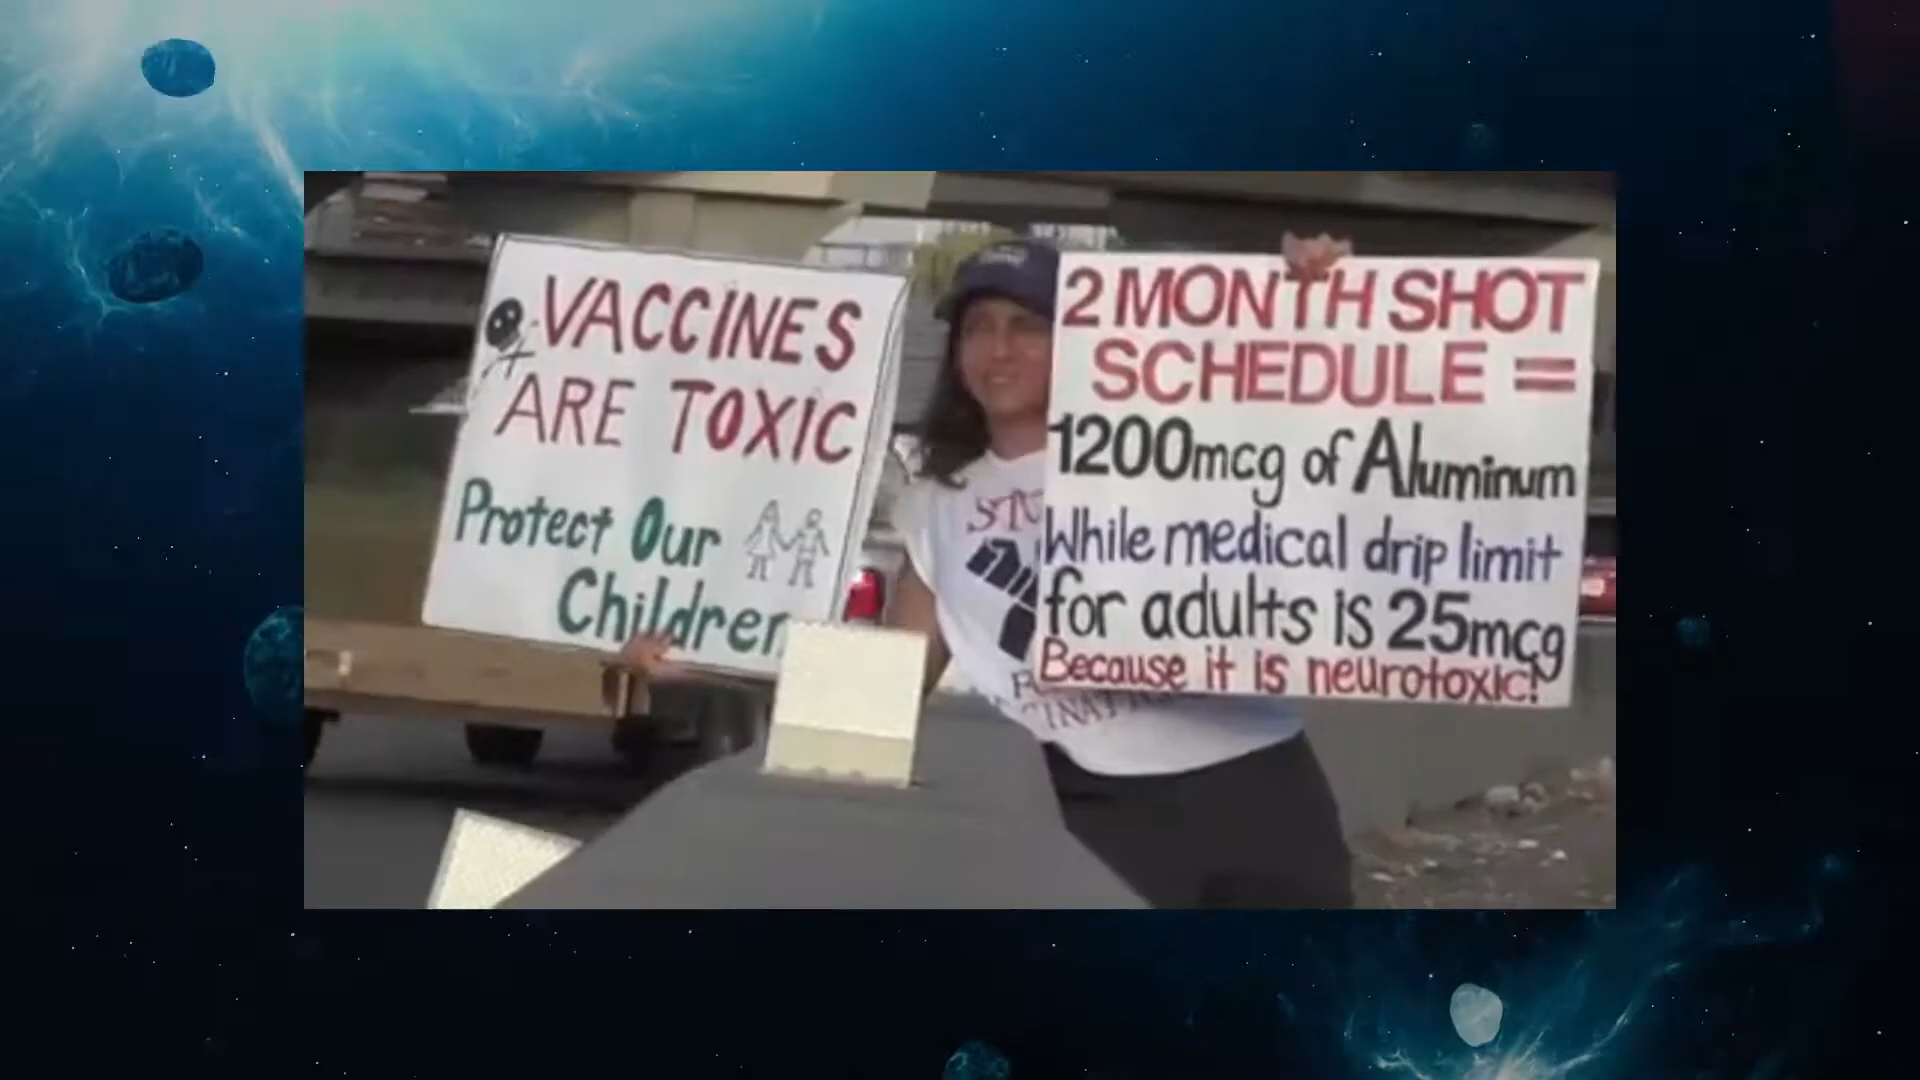 VACCINES
ARE TOXIC
Protect Our
Children
2 MONTH SHOT
SCHEDULE =
1200mcg of Aluminum
While medical drip limit
for adults is 25mcg
Because it is neurotoxic!